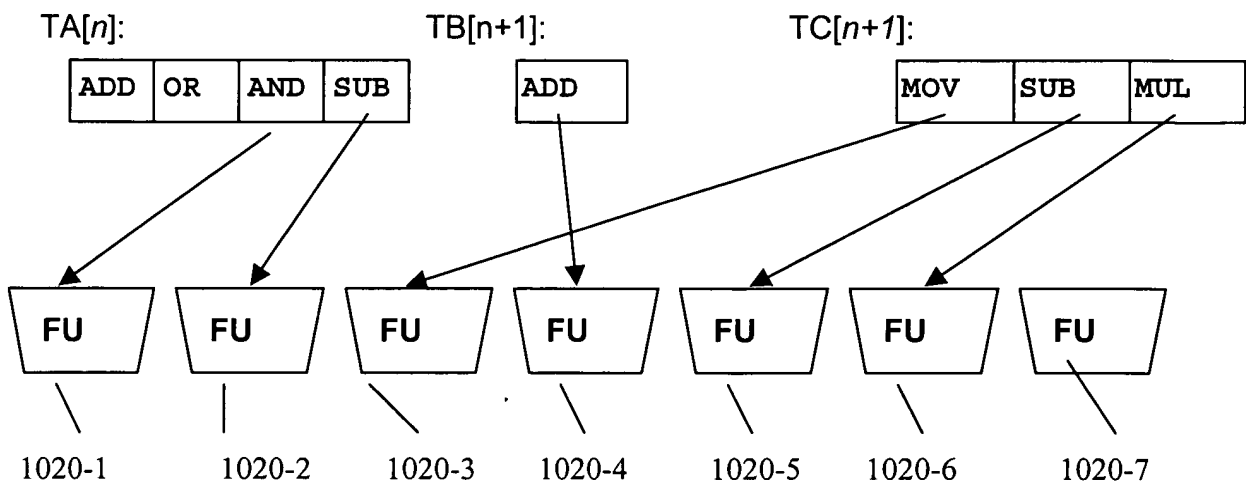 TA[n]: TB[n+1]: TC[n+1]:
ADD OR AND SUB ADD MOV SUB MUL
FU FU FU FU FU FU FU
1020-1 1020-2 1020-3 1020-4 1020-5 1020-6 1020-7